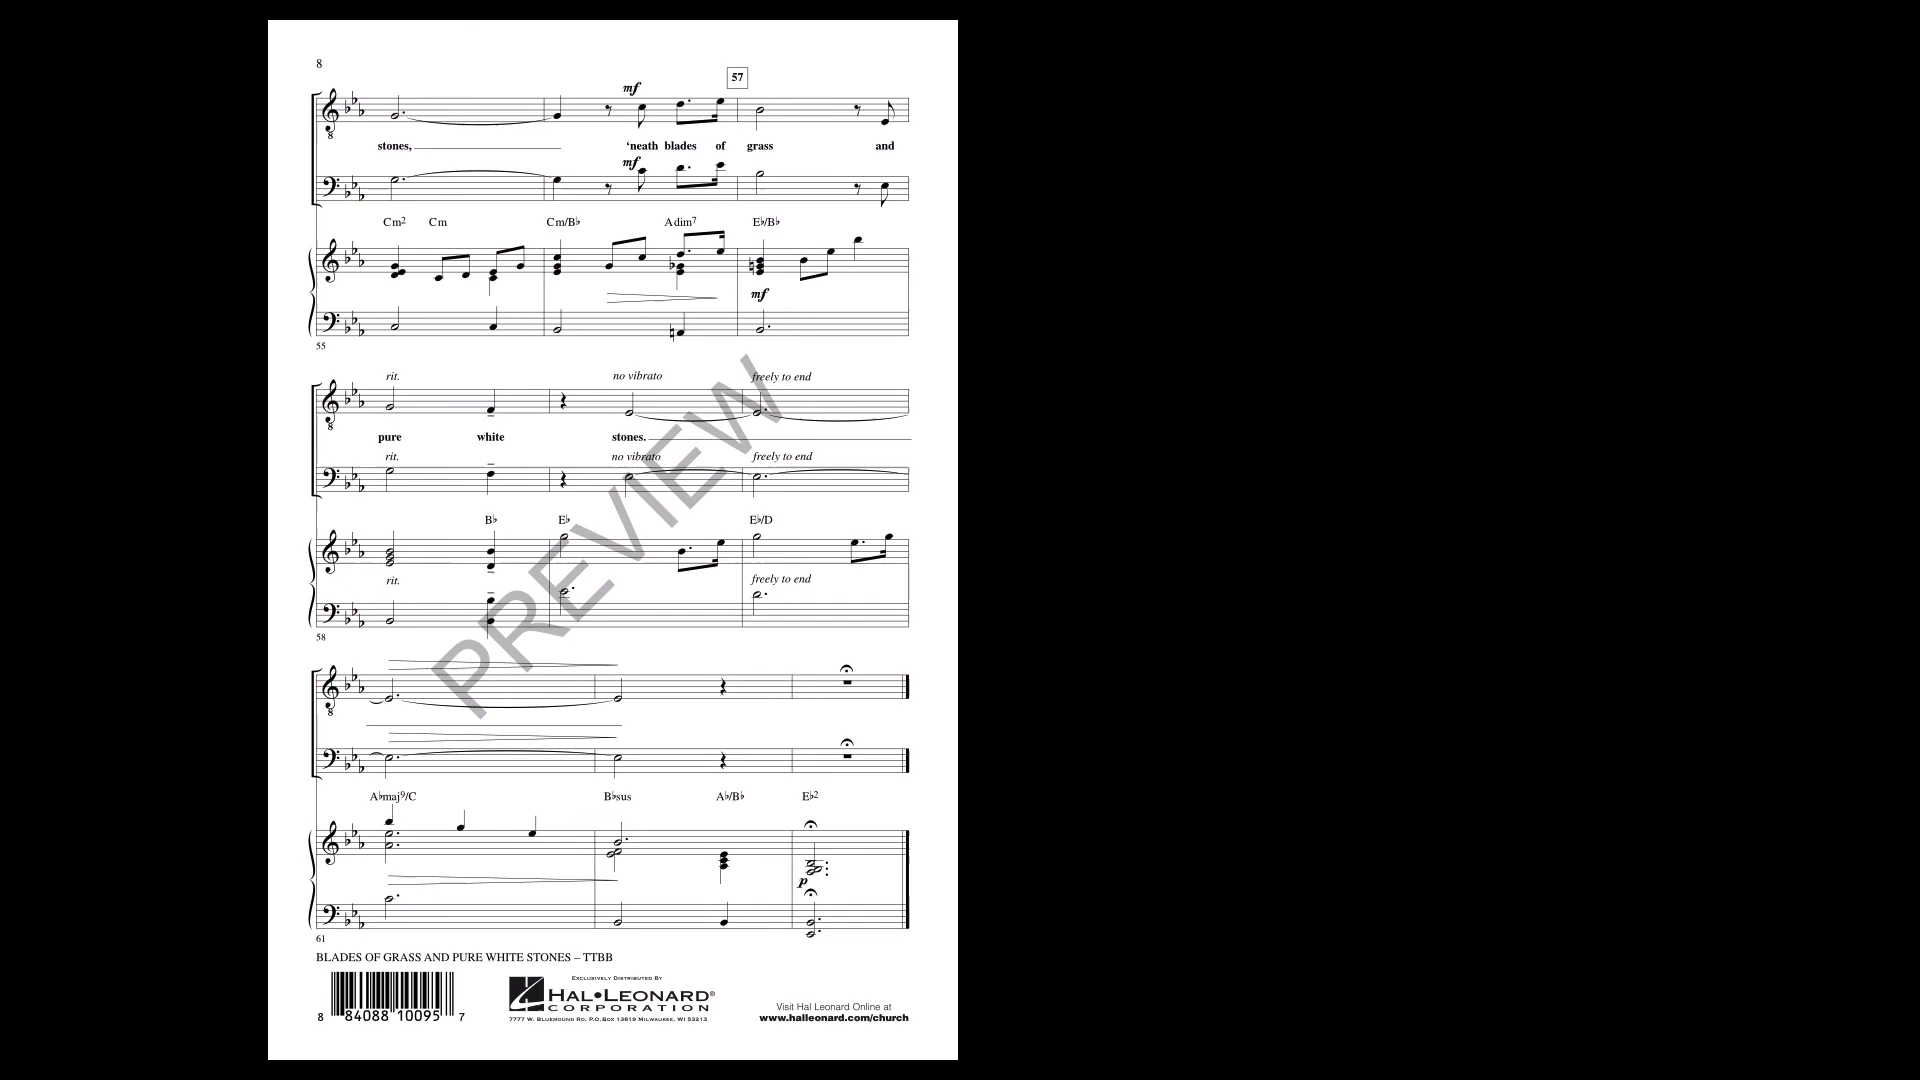 8
57
mf
stones, 'neath blades of grass and
mf
Cm2 Cm Cm/B♭ Adim7 E♭/B♭
mf
55
rit. no vibrato freely to end
pure white stones.
rit. no vibrato freely to end
B♭ E♭ E♭/D
rit. freely to end
58
PREVIEW
A♭maj9/C B♭sus A♭/B♭ E♭2
p
61
BLADES OF GRASS AND PURE WHITE STONES – TTBB
8 84088 10095 7
EXCLUSIVELY DISTRIBUTED BY
HAL•LEONARD®
CORPORATION
7777 W. BLUEMOUND RD. P.O. BOX 13819 MILWAUKEE, WI 53213
Visit Hal Leonard Online at
www.halleonard.com/church